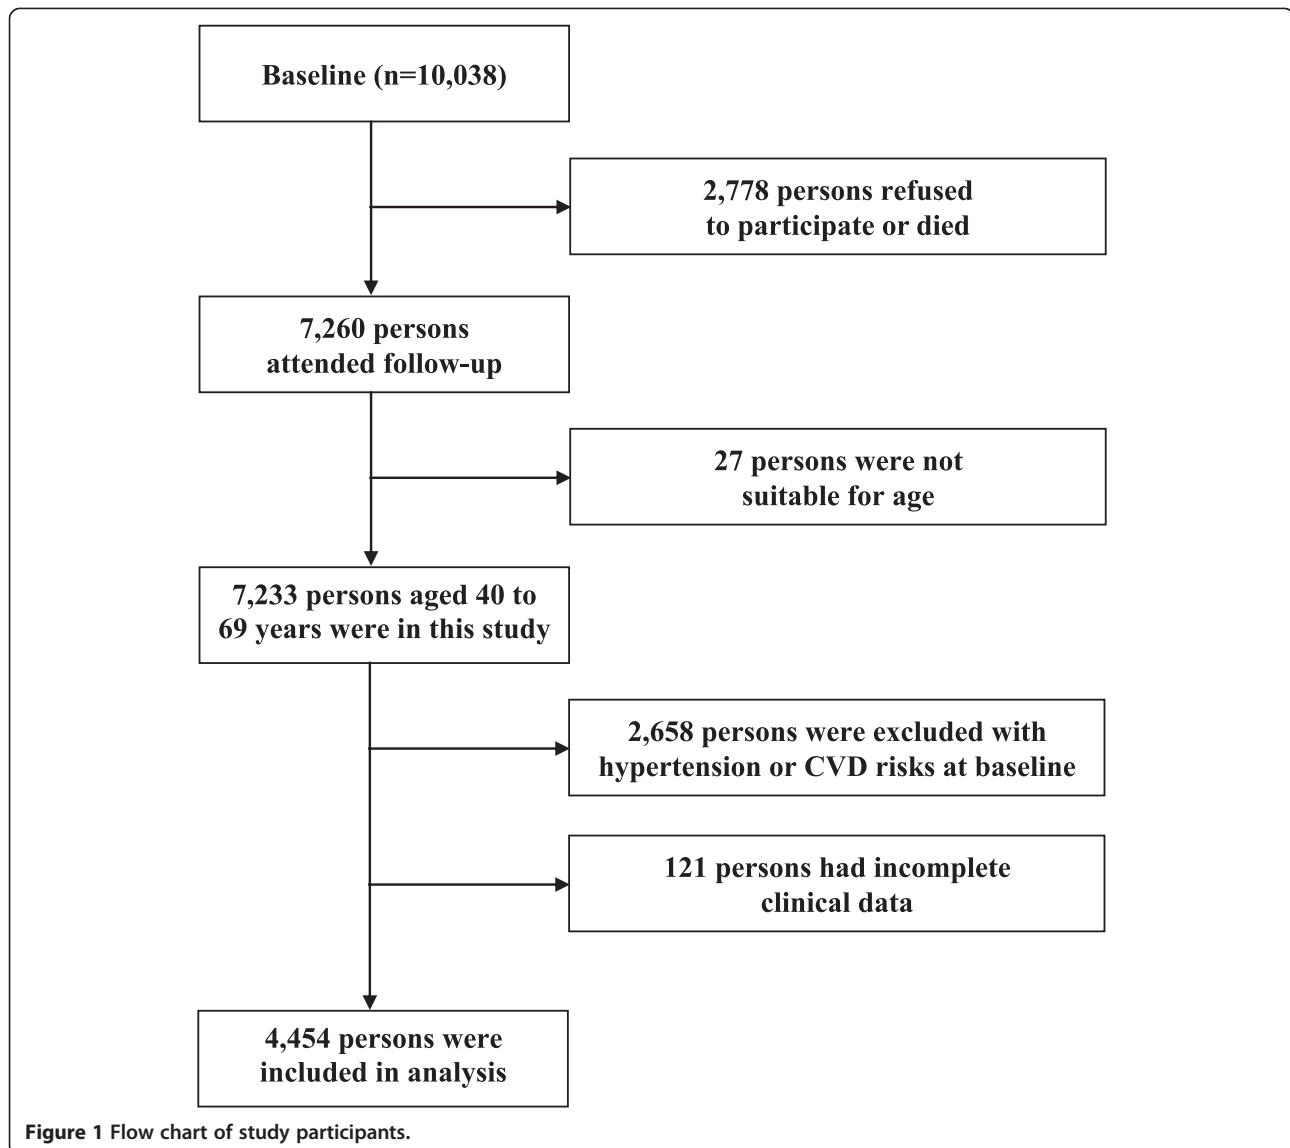 Baseline (n=10,038)
2,778 persons refused
to participate or died
7,260 persons
attended follow-up
27 persons were not
suitable for age
7,233 persons aged 40 to
69 years were in this study
2,658 persons were excluded with
hypertension or CVD risks at baseline
121 persons had incomplete
clinical data
4,454 persons were
included in analysis
Figure 1 Flow chart of study participants.